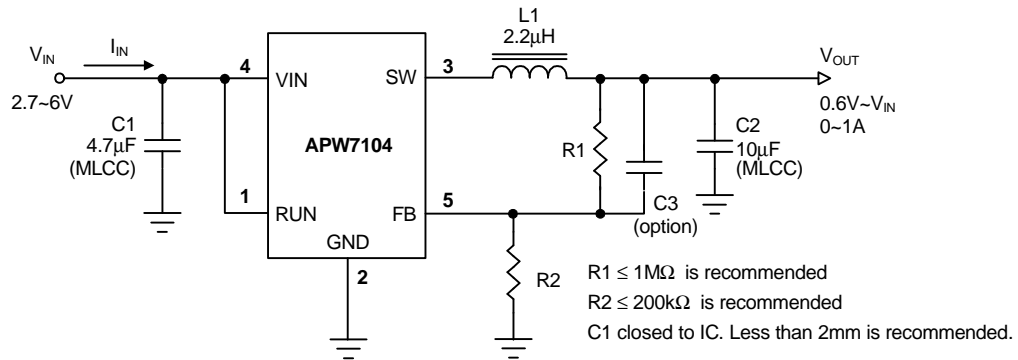 V_IN
I_IN
2.7~6V
C1
4.7μF
(MLCC)
4
VIN
1
RUN
APW7104
SW
3
FB
5
GND
2
L1
2.2μH
R1
C3
(option)
R2
C2
10μF
(MLCC)
V_OUT
0.6V~V_IN
0~1A
R1 ≤ 1MΩ is recommended
R2 ≤ 200kΩ is recommended
C1 closed to IC. Less than 2mm is recommended.